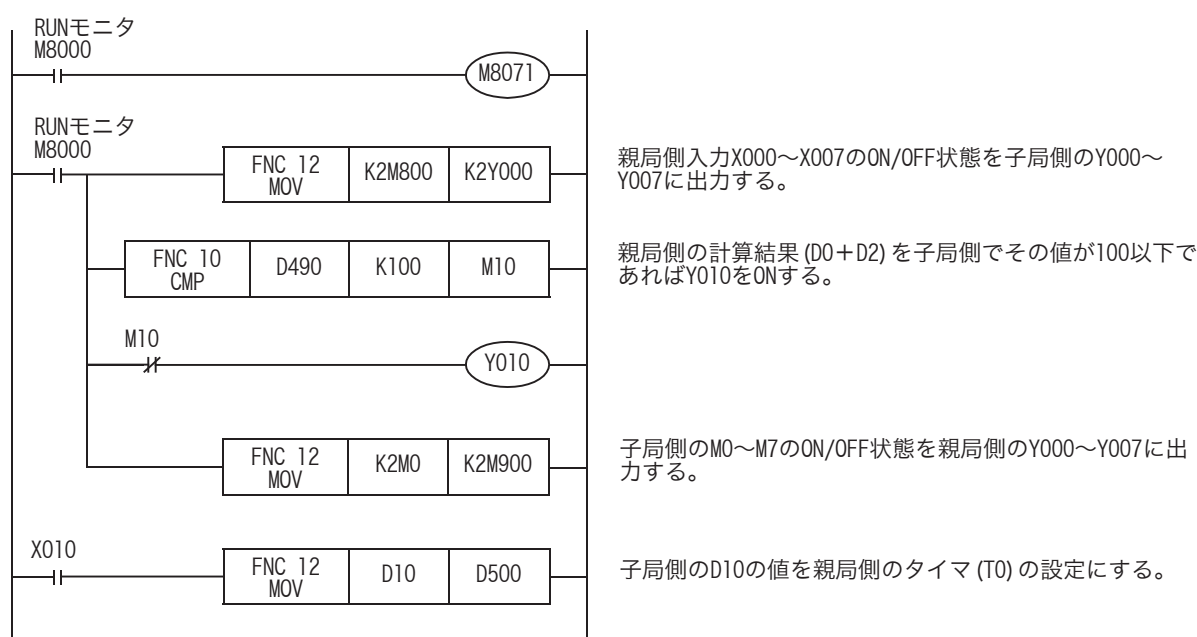 RUNモニタ
M8000
M8071
RUNモニタ
M8000
FNC 12
MOV
K2M800
K2Y000
親局側入力X000～X007のON/OFF状態を子局側のY000～
Y007に出力する。
FNC 10
CMP
D490
K100
M10
親局側の計算結果(D0＋D2)を子局側でその値が100以下で
あればY010をONする。
M10
Y010
FNC 12
MOV
K2M0
K2M900
子局側のM0～M7のON/OFF状態を親局側のY000～Y007に出
力する。
X010
FNC 12
MOV
D10
D500
子局側のD10の値を親局側のタイマ(T0)の設定にする。